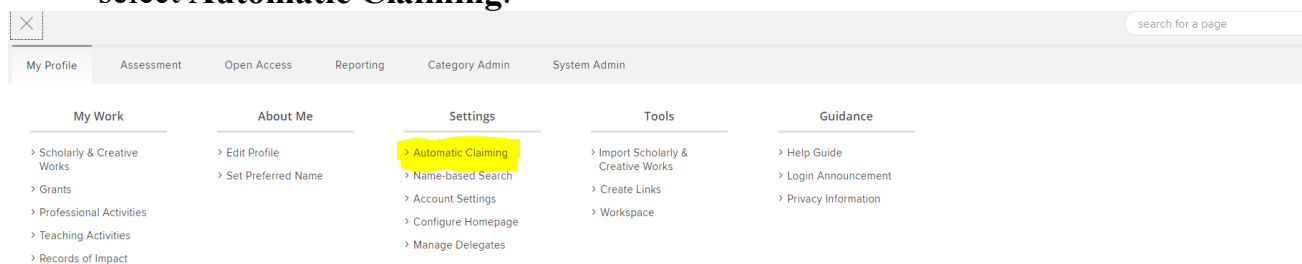 select Automatic Claiming.
search for a page
My Profile Assessment Open Access Reporting Category Admin System Admin
My Work
> Scholarly & Creative
Works
> Grants
> Professional Activities
> Teaching Activities
> Records of Impact
About Me
> Edit Profile
> Set Preferred Name
Settings
> Automatic Claiming
> Name-based Search
> Account Settings
> Configure Homepage
> Manage Delegates
Tools
> Import Scholarly &
Creative Works
> Create Links
> Workspace
Guidance
> Help Guide
> Login Announcement
> Privacy Information